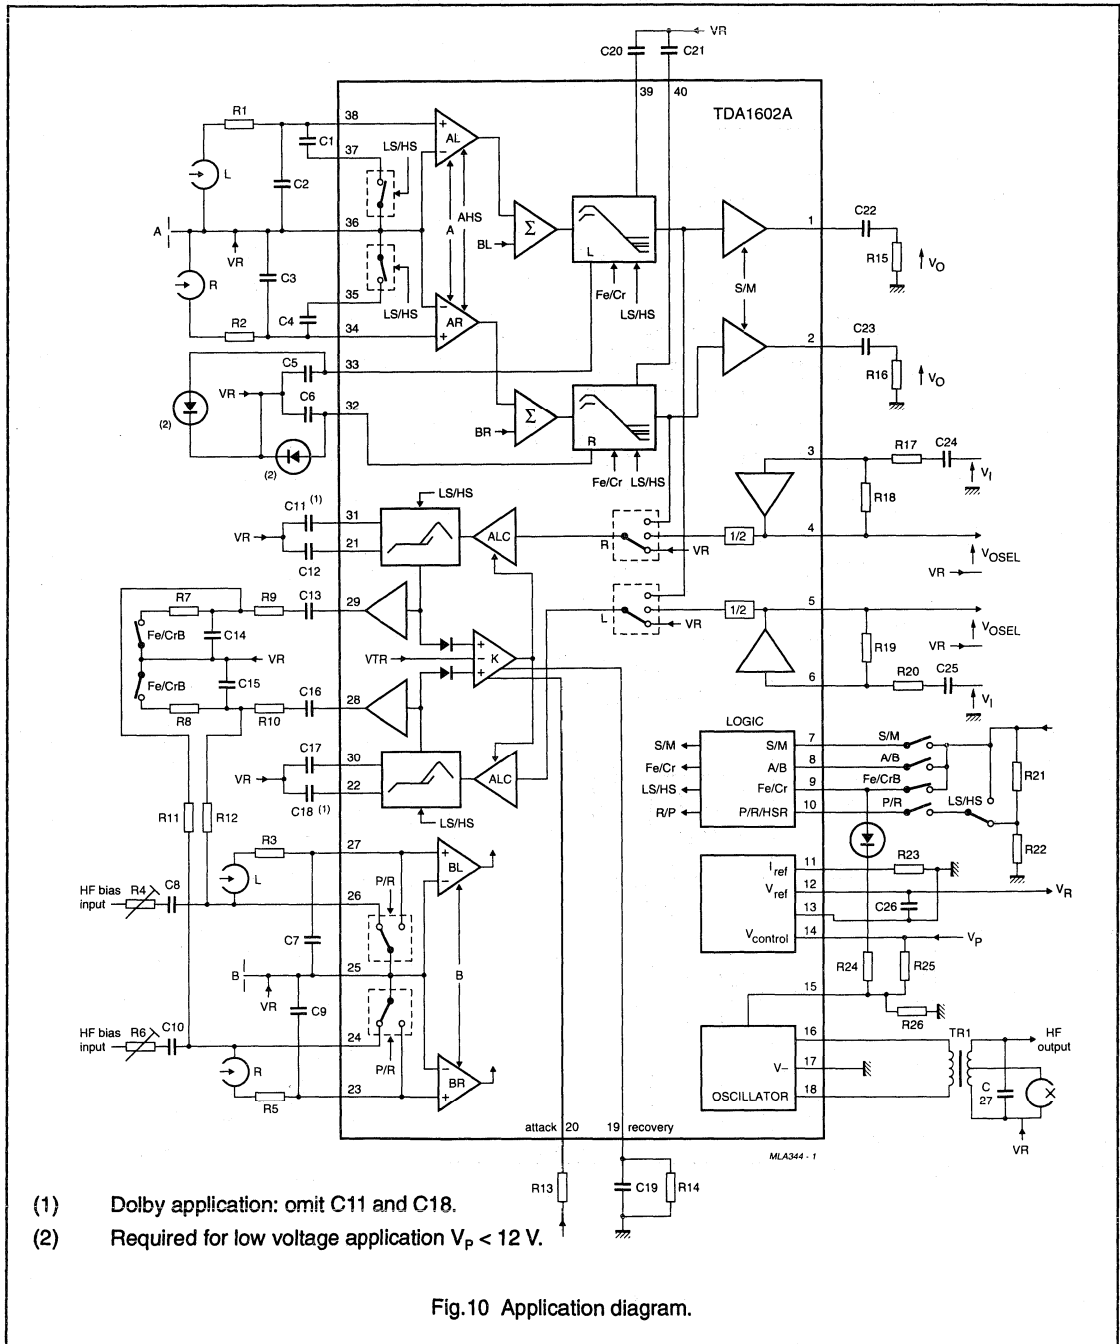 VR
C20
C21
39 40
TDA1602A
R1
38
C1
37
LS/HS
AL
L
C2
A
AHS
Σ
BL
L
Fe/Cr
LS/HS
1
C22
R15
VO
A
36
VR
C3
R
35
LS/HS
C4
R2
34
AR
S/M
2
C23
R16
VO
33
C5
VR
C6
32
(2)
(2)
Σ
BR
R
Fe/Cr
LS/HS
3
R17
C24
VI
R18
LS/HS
C11 (1)
31
VR
21
C12
ALC
R
VR
1/2
4
VOSEL
VR
R7
R9
C13
29
Fe/CrB
C14
VR
VTR
K
L
VR
1/2
5
VOSEL
R19
VR
Fe/CrB
C15
R8
R10
C16
28
6
R20
C25
VI
C17
30
VR
22
C18 (1)
ALC
LS/HS
LOGIC
S/M
S/M
7
S/M
Fe/Cr
A/B
8
A/B
LS/HS
Fe/Cr
9
Fe/CrB
R/P
P/R/HSR
10
P/R
LS/HS
R21
R22
R11
R12
R3
27
L
HF bias
input
R4
C8
26
P/R
BL
C7
B
25
VR
C9
B
HF bias
input
R6
C10
24
P/R
R
R5
23
BR
Iref
11
R23
Vref
12
VR
13
C26
Vcontrol
14
VP
R24
R25
15
R26
16
TR1
HF
output
V–
17
C
27
OSCILLATOR
18
VR
attack 20
19 recovery
MLA344 - 1
R13
C19
R14
(1) Dolby application: omit C11 and C18.
(2) Required for low voltage application VP < 12 V.
Fig.10 Application diagram.